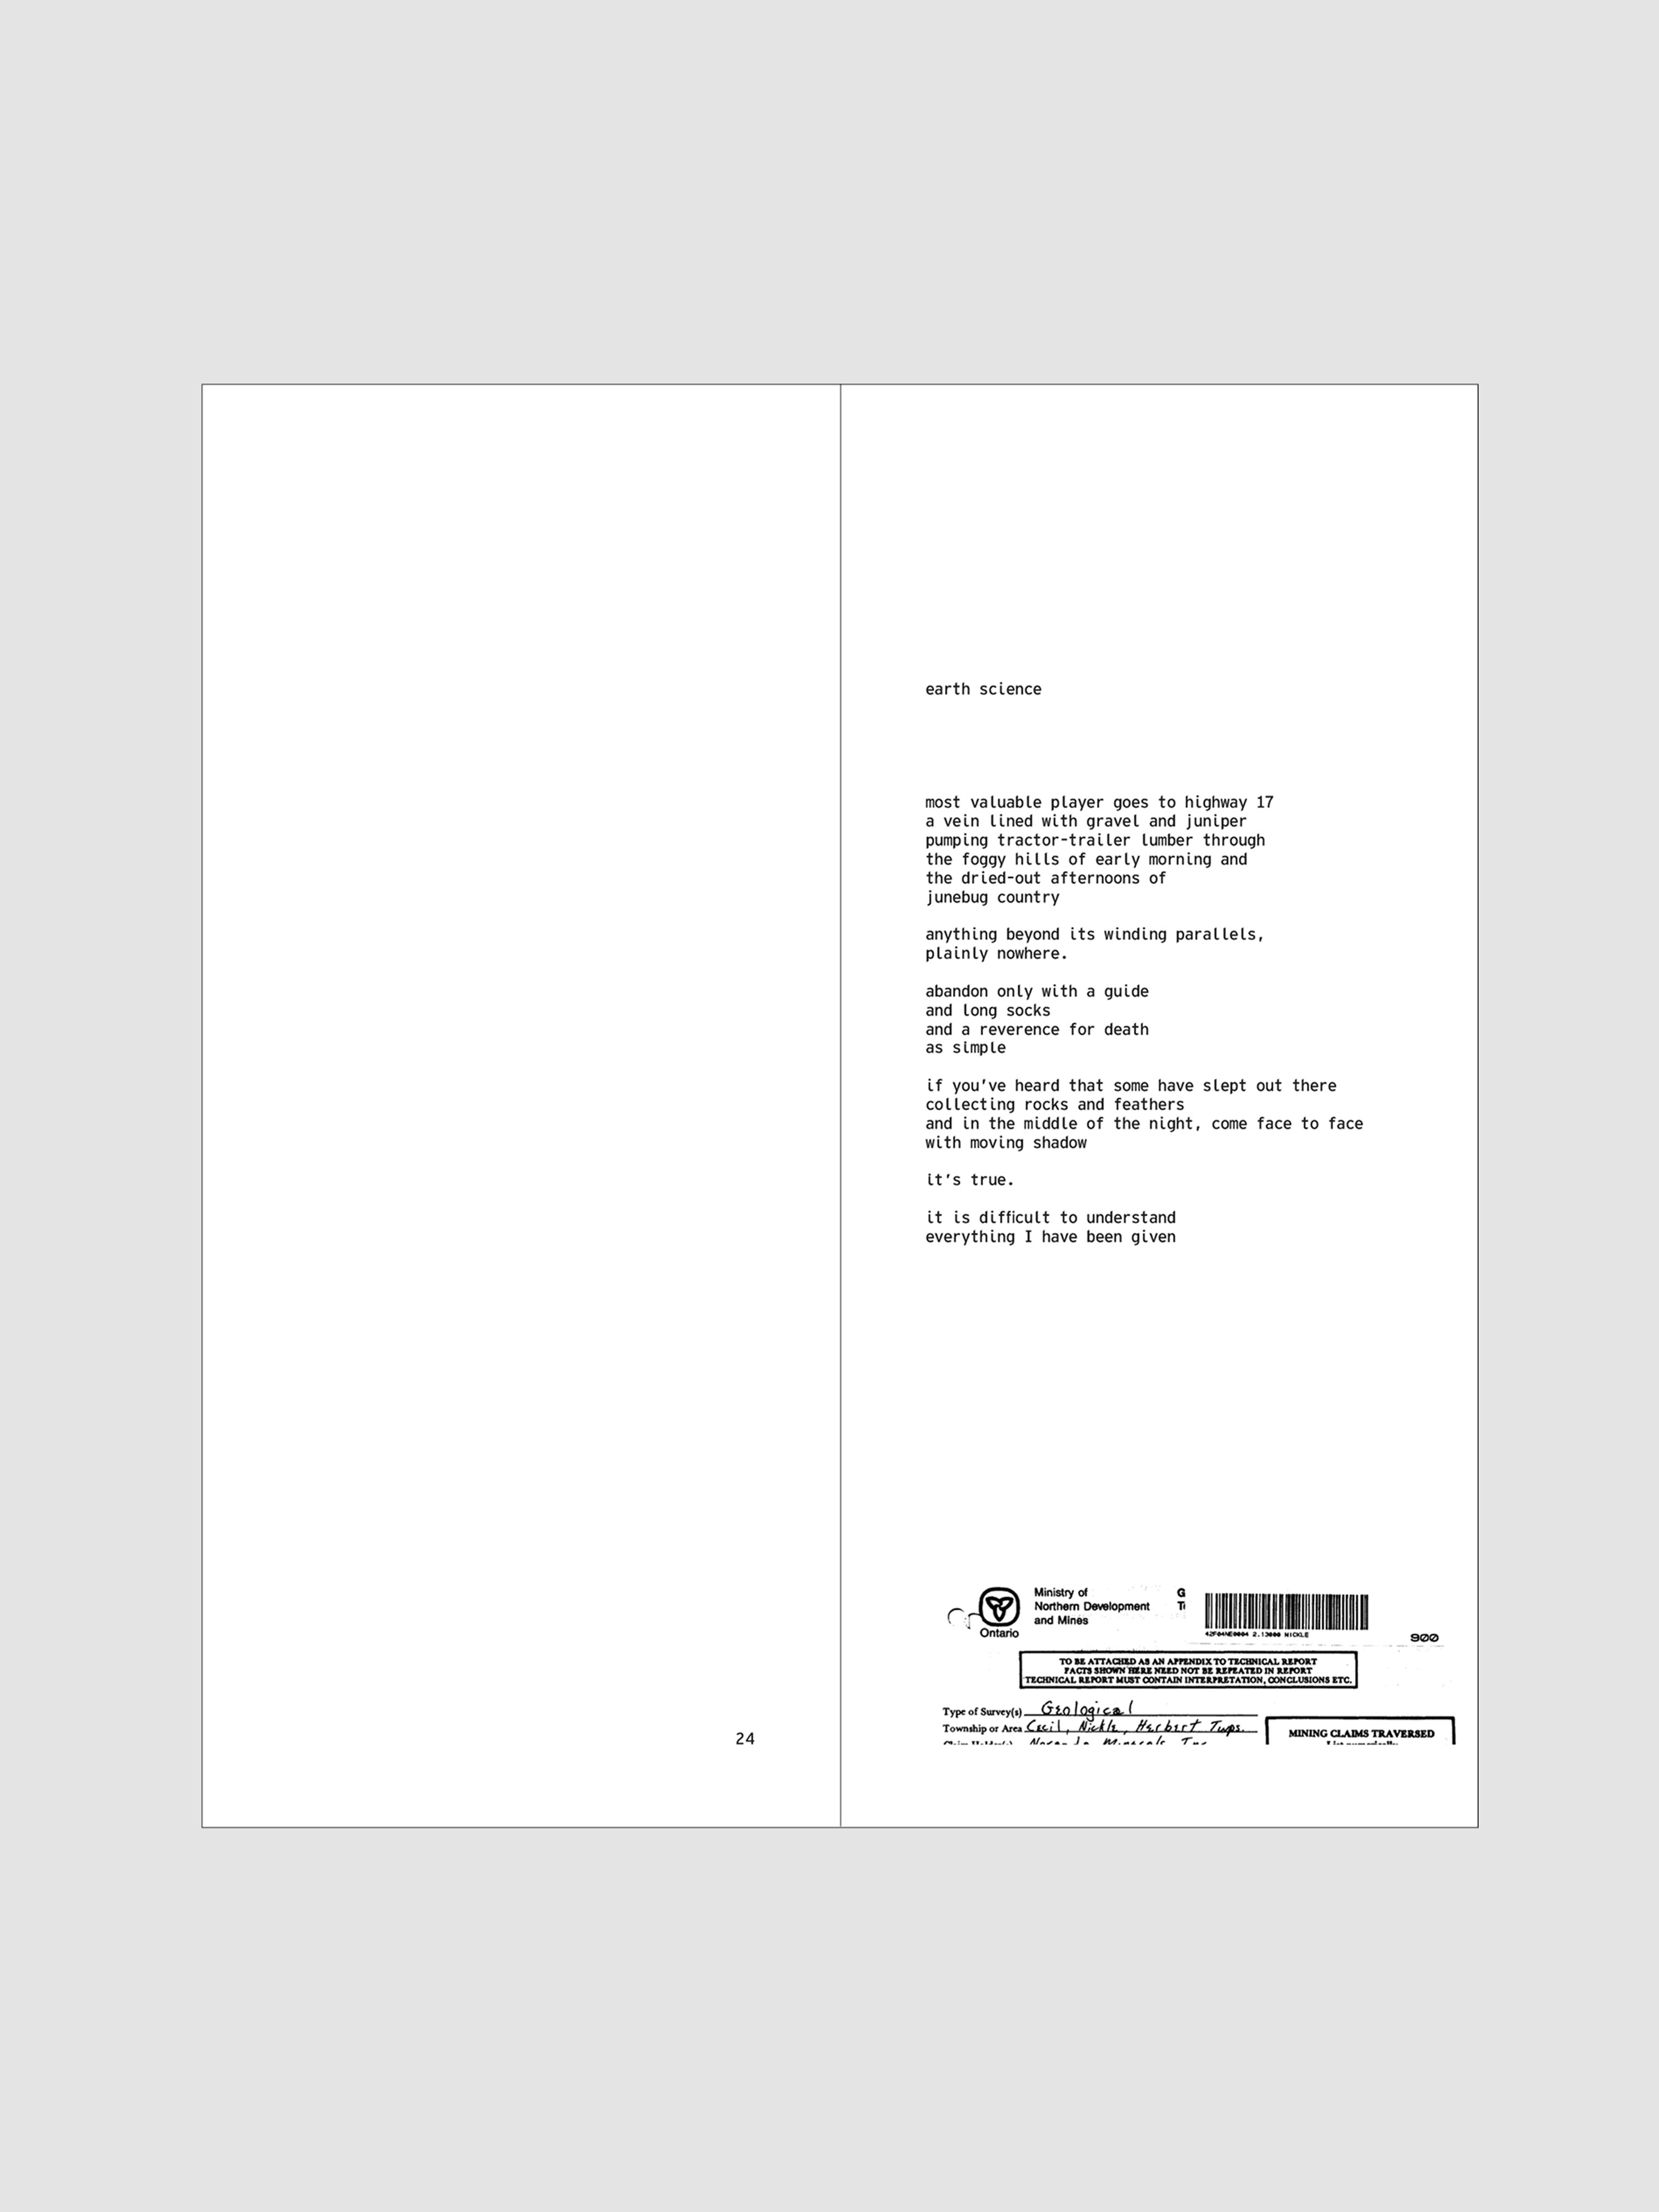 24
earth science
most valuable player goes to highway 17
a vein lined with gravel and juniper
pumping tractor-trailer lumber through
the foggy hills of early morning and
the dried-out afternoons of
junebug country
anything beyond its winding parallels,
plainly nowhere.
abandon only with a guide
and long socks
and a reverence for death
as simple
if you've heard that some have slept out there
collecting rocks and feathers
and in the middle of the night, come face to face
with moving shadow
it's true.
it is difficult to understand
everything I have been given
Ontario
Ministry of
Northern Development
and Mines
G
42F04NE0004 2.13000 NICKLE
900
TO BE ATTACHED AS AN APPENDIX TO TECHNICAL REPORT
FACTS SHOWN HERE NEED NOT BE REPEATED IN REPORT
TECHNICAL REPORT MUST CONTAIN INTERPRETATION, CONCLUSIONS ETC.
Type of Survey(s) Geological
Township or Area Cecil, Nickle, Herbert Twps.
MINING CLAIMS TRAVERSED